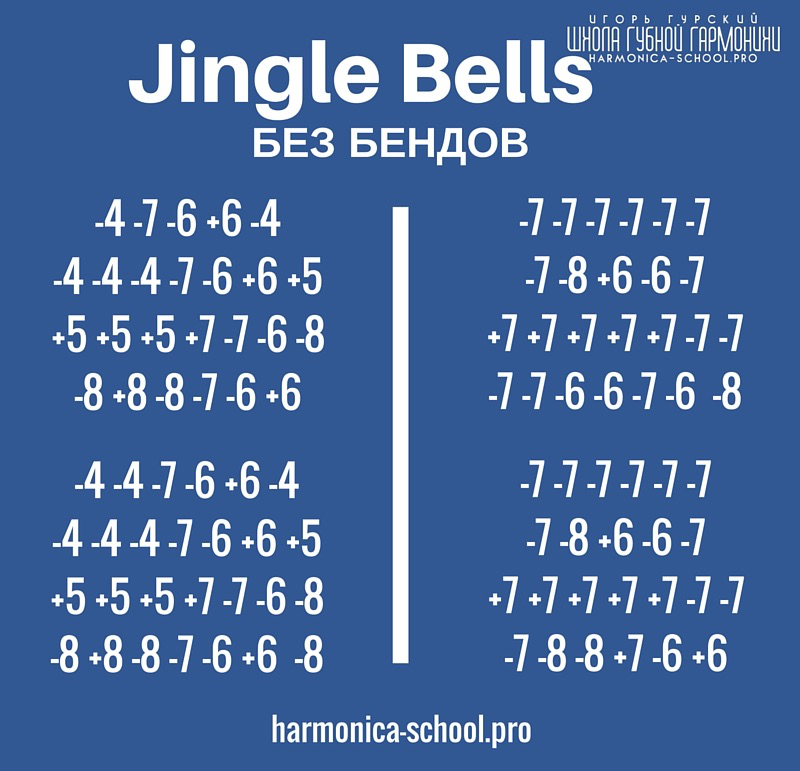 ИГОРЬ ГУРСКИЙ
ШКОЛА ГУБНОЙ ГАРМОНИКИ
HARMONICA-SCHOOL.PRO
Jingle Bells
БЕЗ БЕНДОВ
-4 -7 -6 +6 -4
-4 -4 -4 -7 -6 +6 +5
+5 +5 +5 +7 -7 -6 -8
-8 +8 -8 -7 -6 +6
-4 -4 -7 -6 +6 -4
-4 -4 -4 -7 -6 +6 +5
+5 +5 +5 +7 -7 -6 -8
-8 +8 -8 -7 -6 +6 -8
-7 -7 -7 -7 -7 -7
-7 -8 +6 -6 -7
+7 +7 +7 +7 +7 -7 -7
-7 -7 -6 -6 -7 -6 -8
-7 -7 -7 -7 -7 -7
-7 -8 +6 -6 -7
+7 +7 +7 +7 +7 -7 -7
-7 -8 -8 +7 -6 +6
harmonica-school.pro